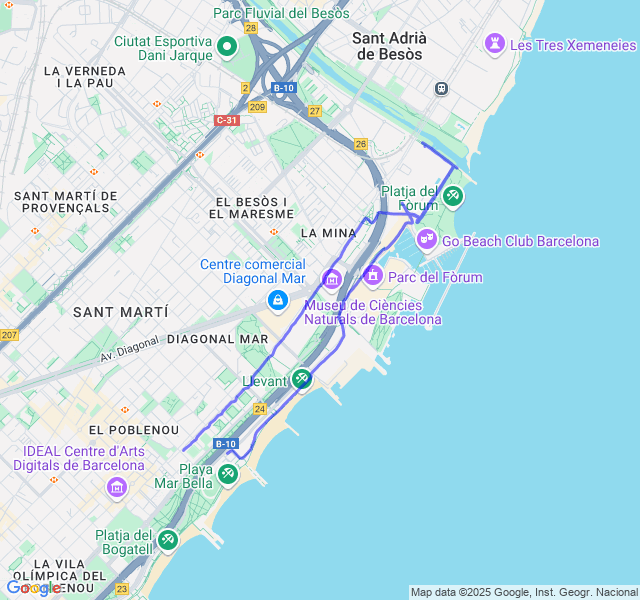 Parc Fluvial del Besòs
28
Sant Adrià
de Besòs
Ciutat Esportiva
Dani Jarque
Les Tres Xemeneies
LA VERNEDA
I LA PAU
2
B-10
209
27
C-31
26
SANT MARTÍ DE
PROVENÇALS
EL BESÒS I
EL MARESME
Platja del
Fòrum
LA MINA
Go Beach Club Barcelona
Centre comercial
Diagonal Mar
Parc del Fòrum
Museu de Ciències
Naturals de Barcelona
SANT MARTÍ
207
Av. Diagonal
DIAGONAL MAR
Llevant
24
EL POBLENOU
B-10
IDEAL Centre d'Arts
Digitals de Barcelona
Playa
Mar Bella
Platja del
Bogatell
LA VILA
OLÍMPICA DEL
POBLENOU
23
Google
Map data ©2025 Google, Inst. Geogr. Nacional